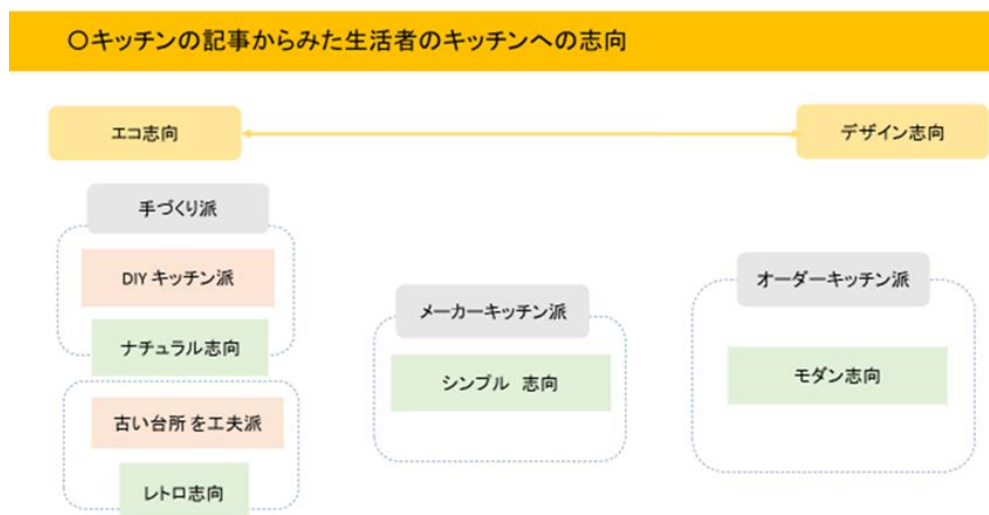 〇キッチンの記事からみた生活者のキッチンへの志向
エコ志向
デザイン志向
手づくり派
DIY キッチン派
ナチュラル志向
古い台所を工夫派
レトロ志向
メーカーキッチン派
シンプル 志向
オーダーキッチン派
モダン志向